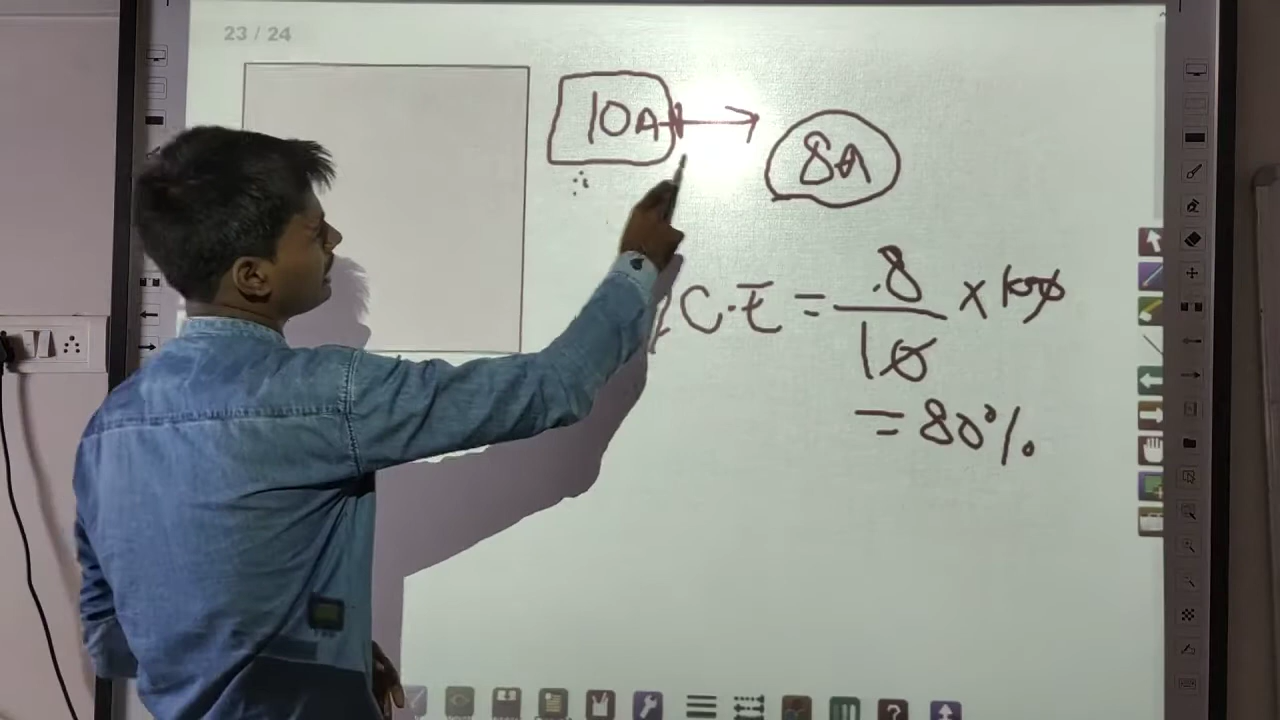 23 / 24
10A → 8A
C.E = .8/10 × 100
= 80%